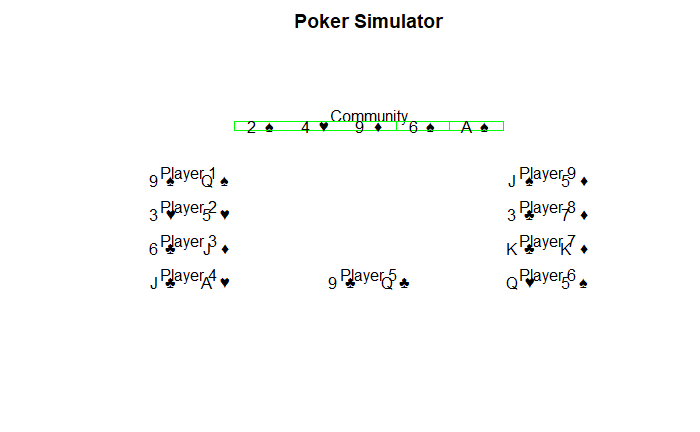 Poker Simulator
Community
2 ♠ 4 ♥ 9 ♦ 6 ♠ A ♠
Player 1
9 ♠ Q ♠
Player 9
J ♠ 5 ♦
Player 2
3 ♥ 5 ♥
Player 8
3 ♣ 7 ♦
Player 3
6 ♣ J ♦
Player 7
K ♣ K ♦
Player 4
J ♣ A ♥
Player 5
9 ♣ Q ♣
Player 6
Q ♥ 5 ♠